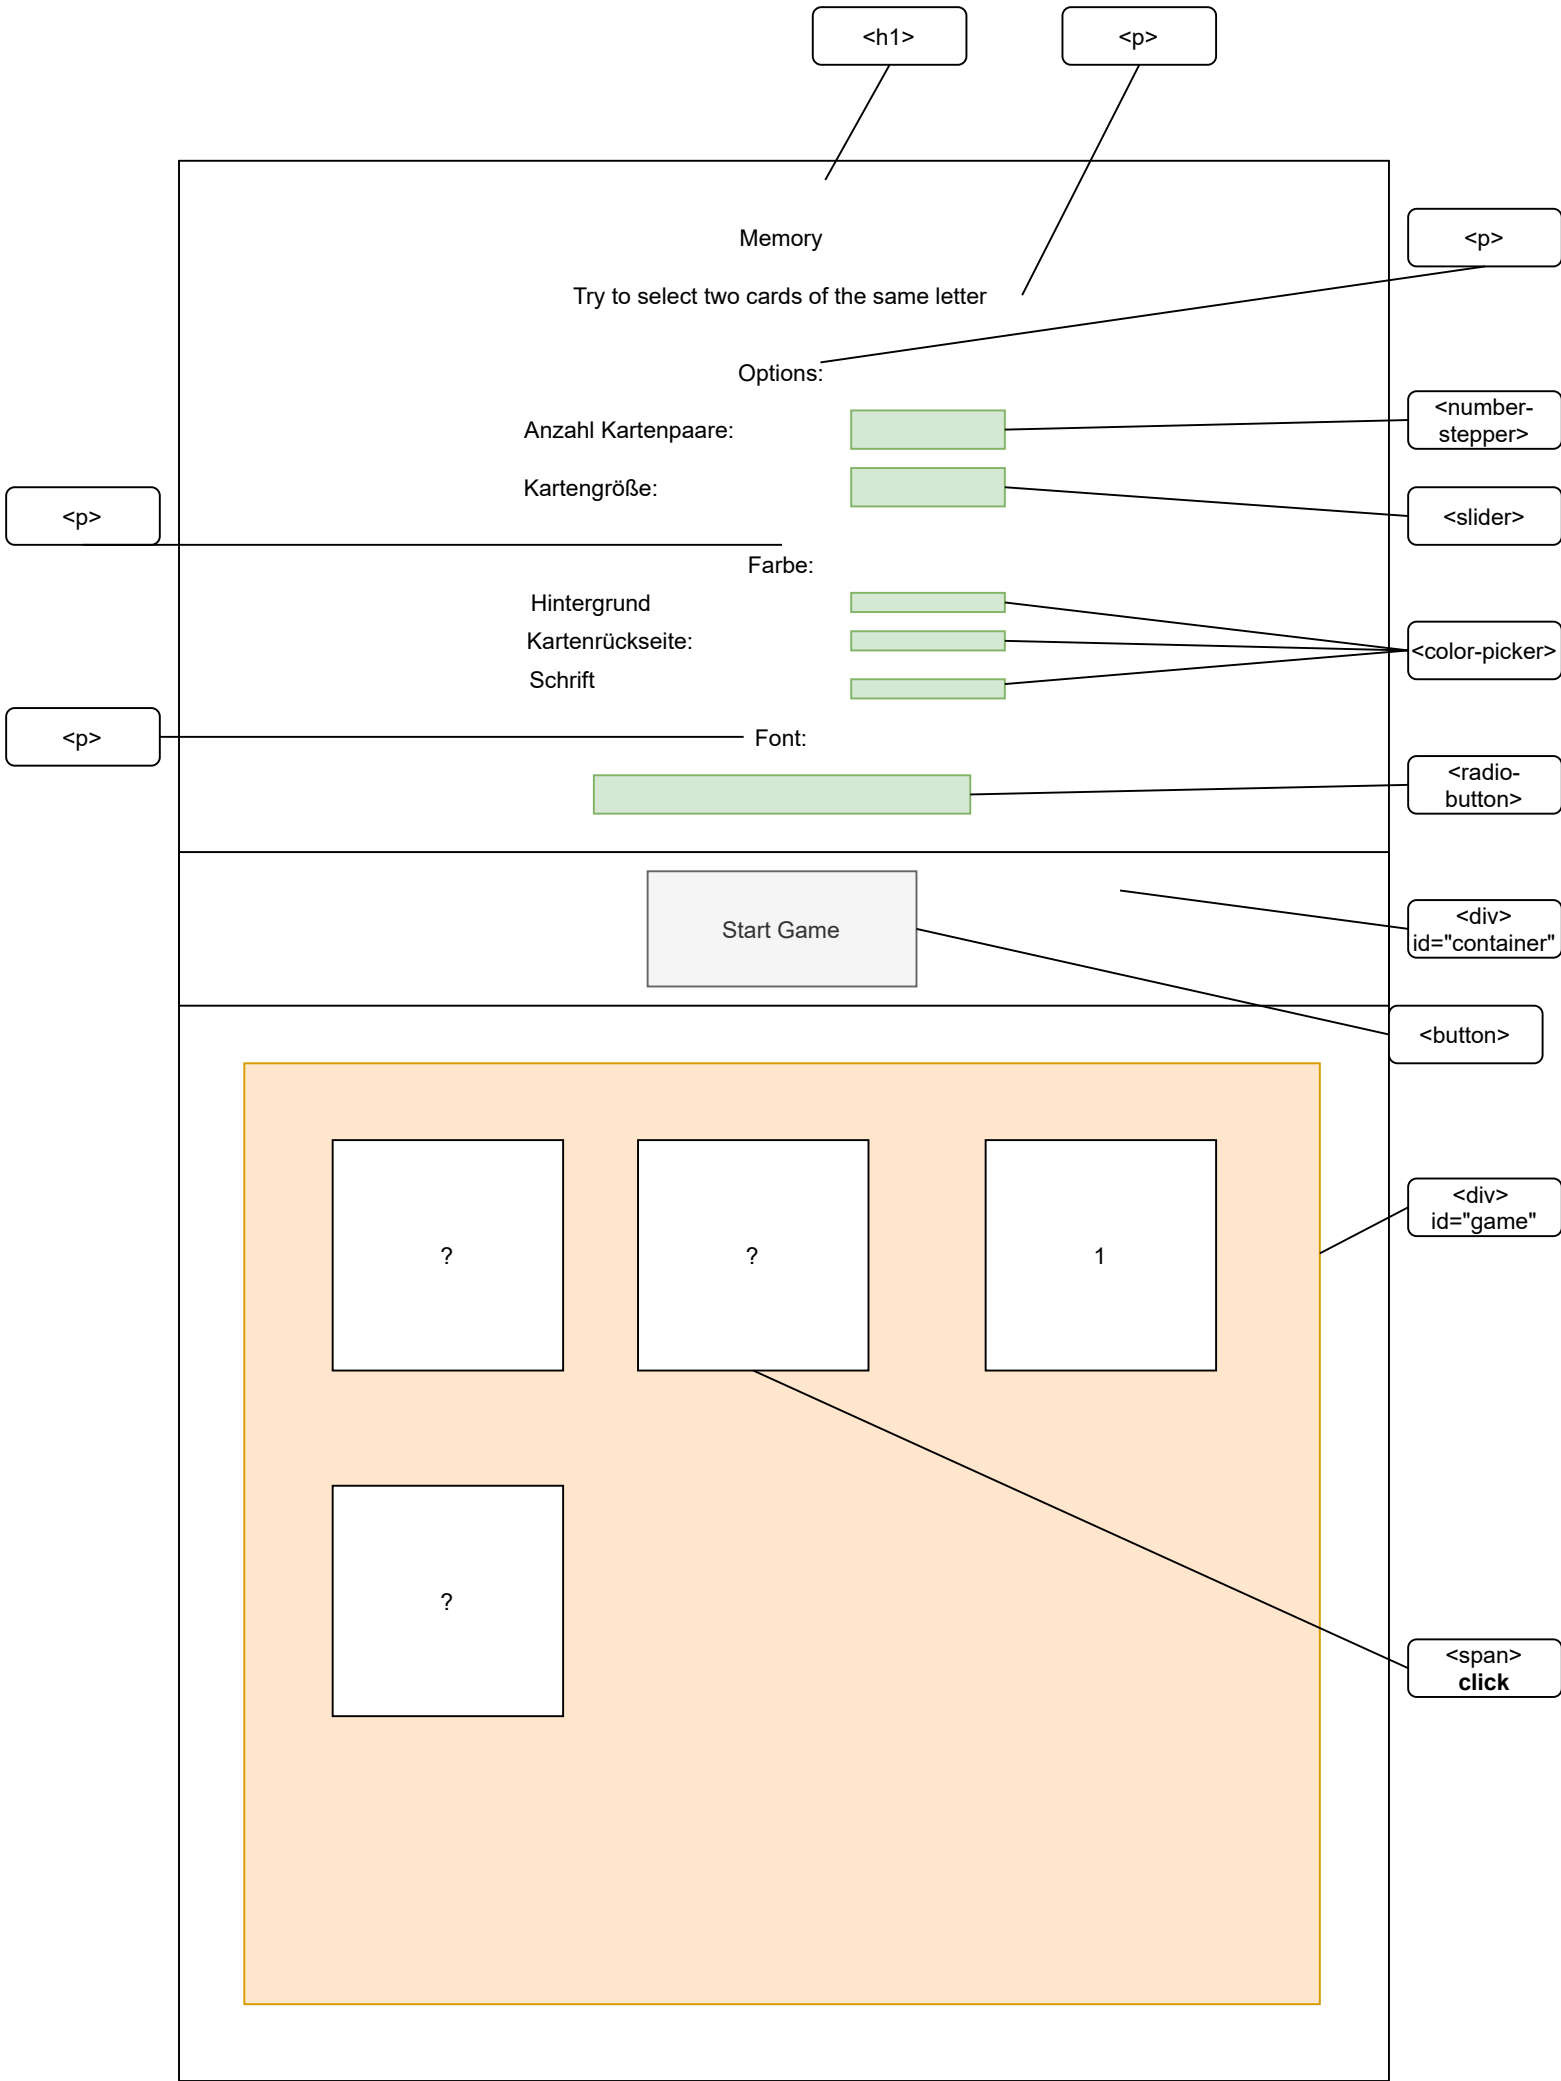 <h1>
<p>
Memory
<p>
Try to select two cards of the same letter
Options:
Anzahl Kartenpaare:
<number-
stepper>
Kartengröße:
<p>
<slider>
Farbe:
Hintergrund
Kartenrückseite:
<color-picker>
Schrift
<p>
Font:
<radio-
button>
Start Game
<div>
id="container"
<button>
<div>
id="game"
?
?
1
?
<span>
click